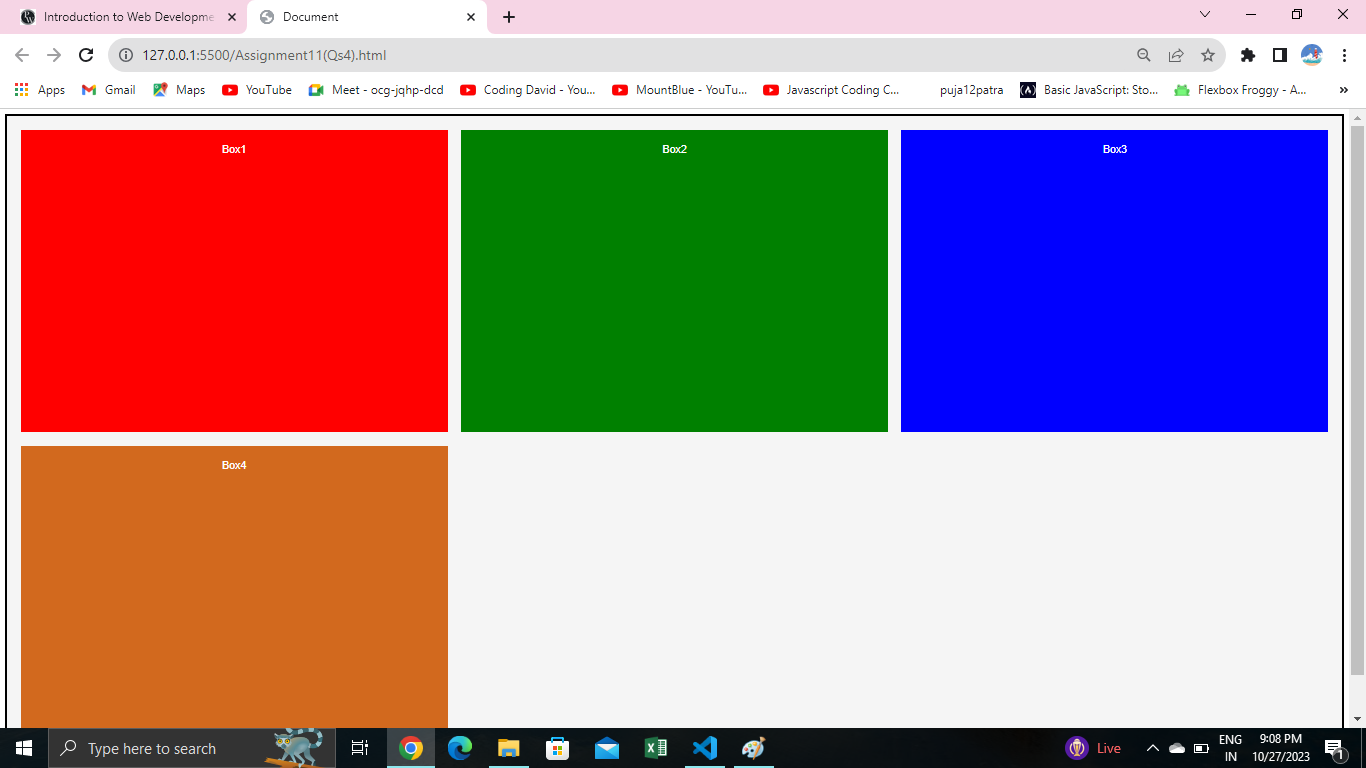 Introduction to Web Developme
Document
127.0.0.1:5500/Assignment11(Qs4).html
Apps
Gmail
Maps
YouTube
Meet - ocg-jqhp-dcd
Coding David - You...
MountBlue - YouTu...
Javascript Coding C...
puja12patra
Basic JavaScript: Sto...
Flexbox Froggy - A...
»
Box1
Box2
Box3
Box4
Type here to search
Live
ENG
IN
9:08 PM
10/27/2023
1